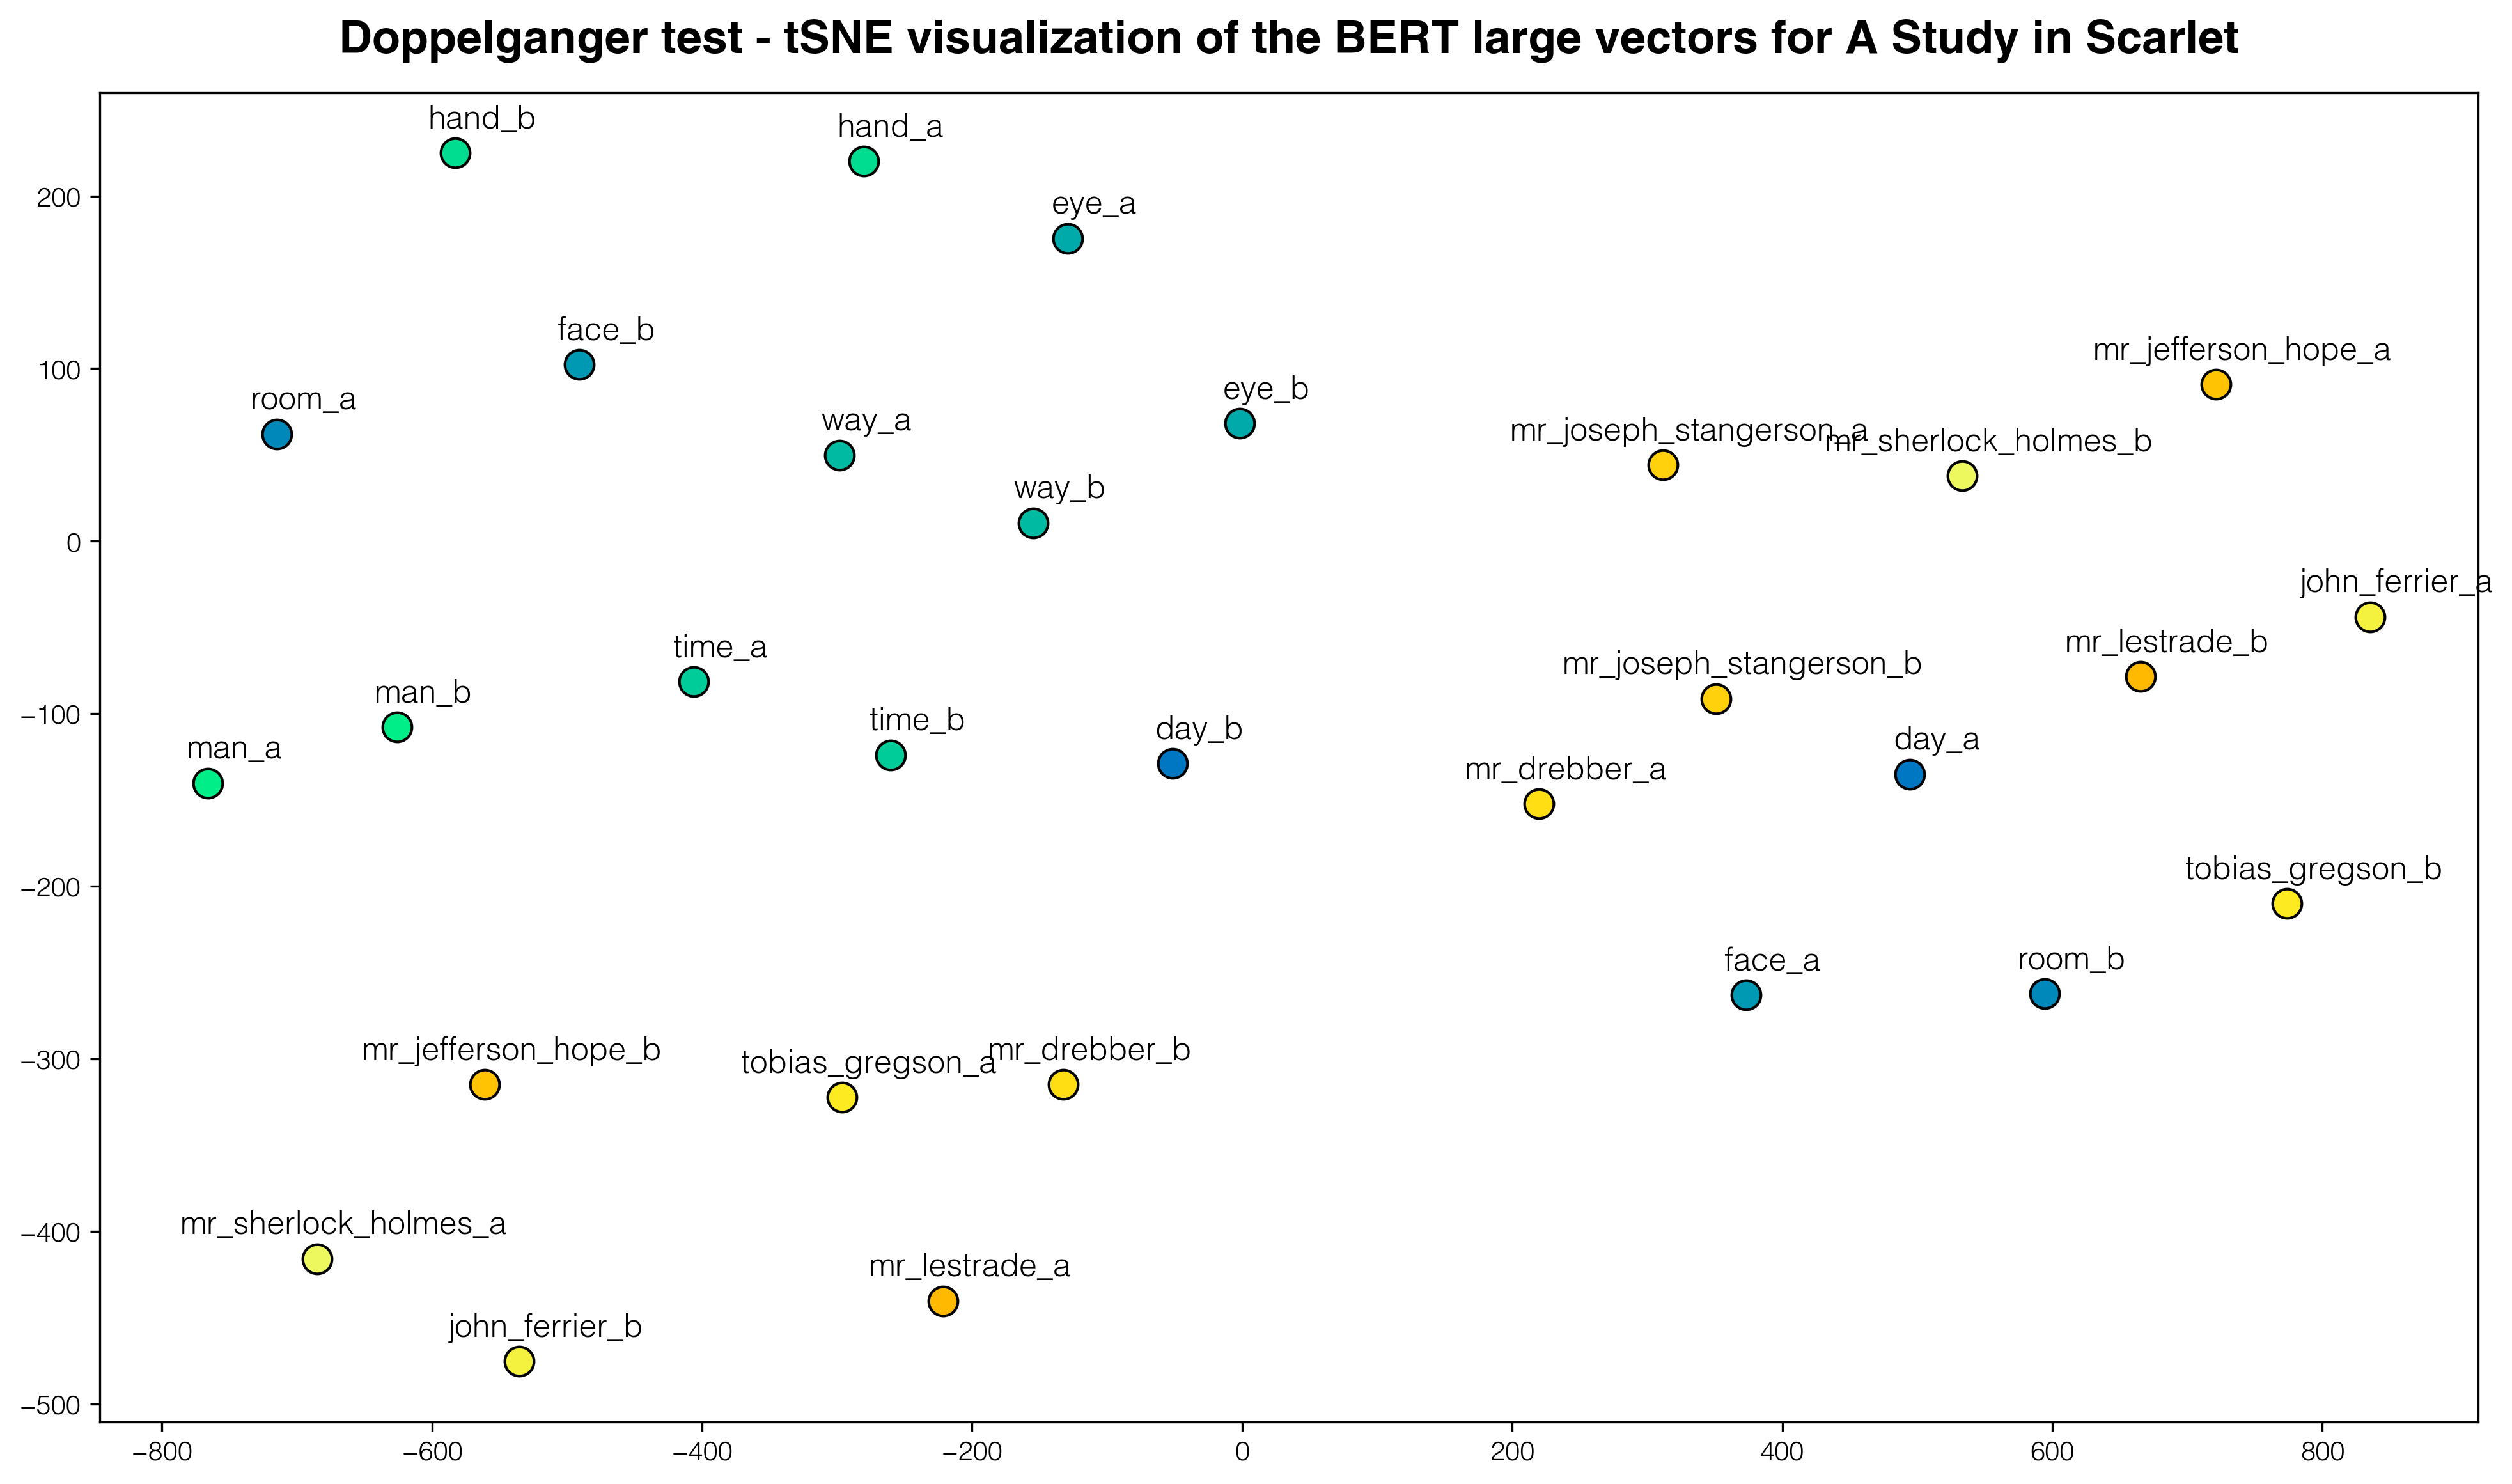 Doppelganger test - tSNE visualization of the BERT large vectors for A Study in Scarlet
hand_b
hand_a
eye_a
face_b
mr_jefferson_hope_a
room_a
eye_b
way_a
mr_joseph_stangerson_a
mr_sherlock_holmes_b
way_b
john_ferrier_a
time_a
mr_lestrade_b
mr_joseph_stangerson_b
man_b
time_b
day_b
day_a
man_a
mr_drebber_a
tobias_gregson_b
face_a
room_b
mr_jefferson_hope_b
tobias_gregson_a
mr_drebber_b
mr_sherlock_holmes_a
mr_lestrade_a
john_ferrier_b
200
100
0
−100
−200
−300
−400
−500
−800
−600
−400
−200
0
200
400
600
800